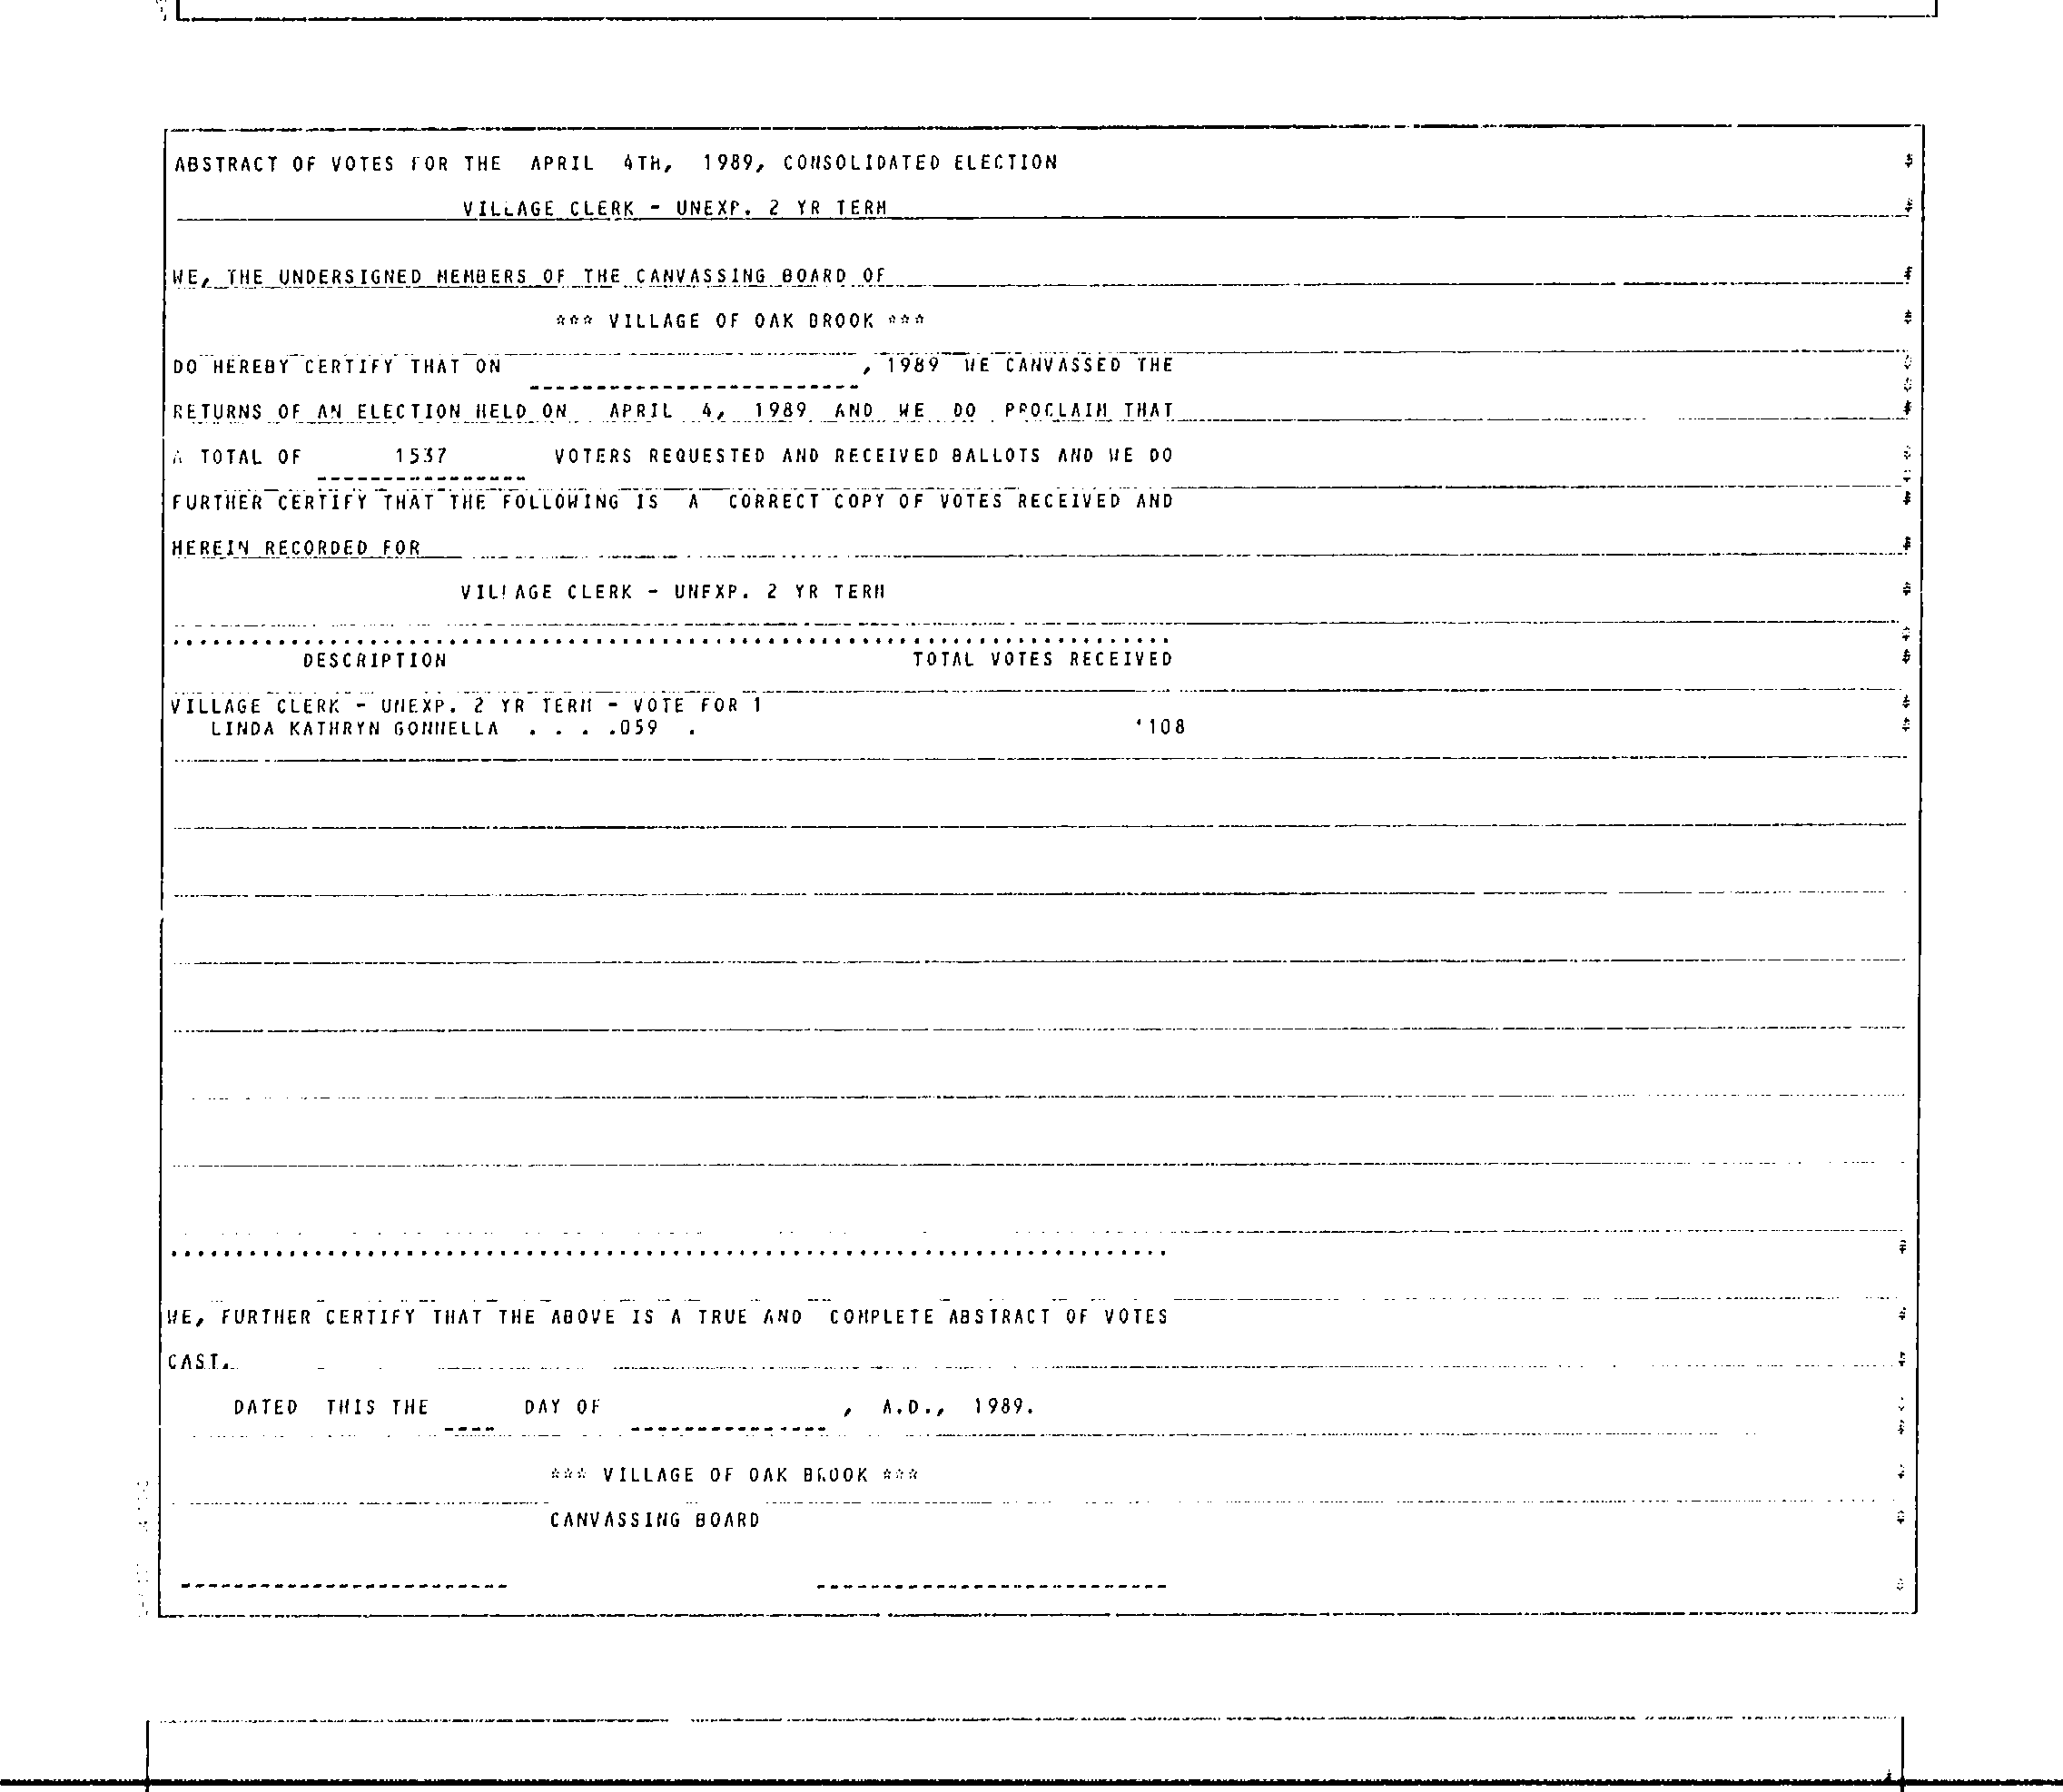 ABSTRACT OF VOTES FOR THE APRIL 4TH, 1989, CONSOLIDATED ELECTION
VILLAGE CLERK - UNEXP. 2 YR TERM
WE, THE UNDERSIGNED MEMBERS OF THE CANVASSING BOARD OF
*** VILLAGE OF OAK BROOK ***
DO HEREBY CERTIFY THAT ON , 1989 WE CANVASSED THE
RETURNS OF AN ELECTION HELD ON APRIL 4, 1989 AND WE DO PROCLAIM THAT
A TOTAL OF 1537 VOTERS REQUESTED AND RECEIVED BALLOTS AND WE DO
FURTHER CERTIFY THAT THE FOLLOWING IS A CORRECT COPY OF VOTES RECEIVED AND
HEREIN RECORDED FOR
VILLAGE CLERK - UNEXP. 2 YR TERM
DESCRIPTION TOTAL VOTES RECEIVED
VILLAGE CLERK - UNEXP. 2 YR TERM - VOTE FOR 1
LINDA KATHRYN GONNELLA . . . .059 .
WE, FURTHER CERTIFY THAT THE ABOVE IS A TRUE AND COMPLETE ABSTRACT OF VOTES
CAST.
DATED THIS THE DAY OF , A.D., 1989.
*** VILLAGE OF OAK BROOK ***
CANVASSING BOARD